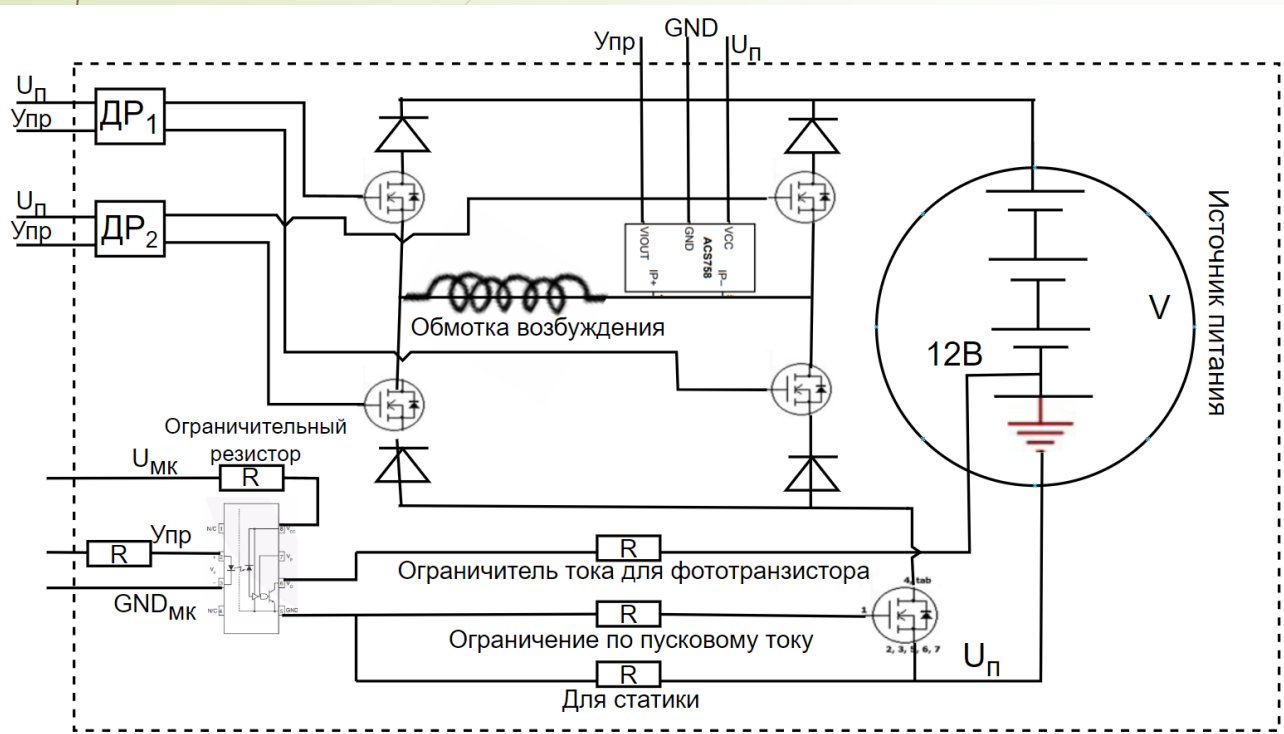 Упр
GND
Uп
Uп
Упр
ДР1
Uп
Упр
ДР2
VIOUT
GND
VCC
ACS758
IP+
IP–
Обмотка возбуждения
12В
V
Источник питания
Ограничительный
резистор
Uмк
R
Упр
R
GNDмк
N/C
1
N/C
GND
R
Ограничитель тока для фототранзистора
4, tab
1
R
Ограничение по пусковому току
2, 3, 5, 6, 7
Uп
R
Для статики